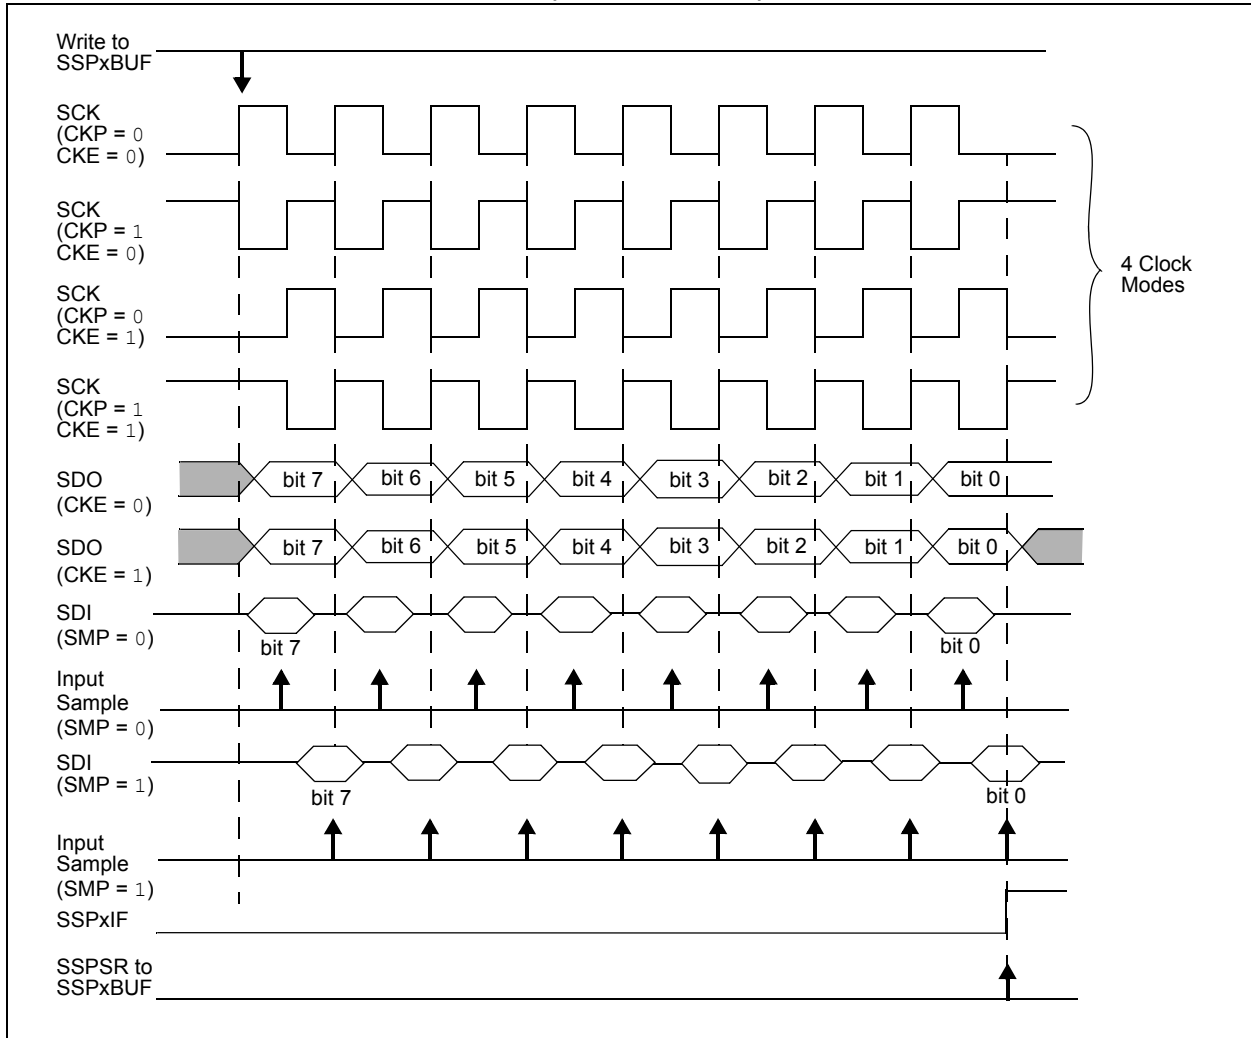 Write to
SSPxBUF
SCK
(CKP = 0
CKE = 0)
SCK
(CKP = 1
CKE = 0)
SCK
(CKP = 0
CKE = 1)
SCK
(CKP = 1
CKE = 1)
4 Clock
Modes
SDO
(CKE = 0)
bit 7 bit 6 bit 5 bit 4 bit 3 bit 2 bit 1 bit 0
SDO
(CKE = 1)
bit 7 bit 6 bit 5 bit 4 bit 3 bit 2 bit 1 bit 0
SDI
(SMP = 0)
bit 7 bit 0
Input
Sample
(SMP = 0)
SDI
(SMP = 1)
bit 7 bit 0
Input
Sample
(SMP = 1)
SSPxIF
SSPSR to
SSPxBUF